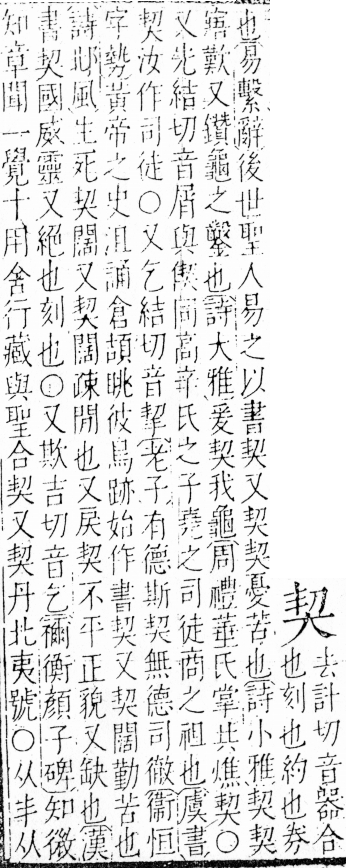 契
去計切音器合
也刻也約也券
也易繫辭後世聖人易之以書契又契契憂苦也詩小雅契契
寤歎又鑽龜之鑿也詩大雅爰契我龜周禮菙氏掌共燋契○
又先結切音屑與偰同高辛氏之子堯之司徒商之祖也虞書
契汝作司徒○又乞結切音挈老子有德斯契無德司徹衞恒
字勢黃帝之史沮誦倉頡眺彼鳥跡始作書契又契闊勤苦也
詩邶風生死契闊又契闊疎閒也又戾契不平正貌又缺也漢
書契國威靈又絕也刻也○又欺吉切音乞禰衡顏子碑知微
知章聞一覺十用舍行藏與聖合契又契丹北夷號○从丰从